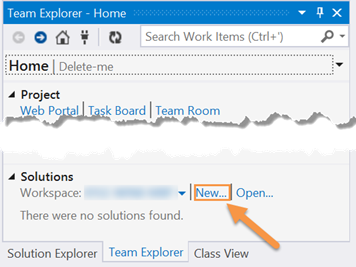 Team Explorer - Home
Search Work Items (Ctrl+')
Home | Delete-me
Project
Web Portal | Task Board | Team Room
Solutions
Workspace: | New... | Open...
There were no solutions found.
Solution Explorer Team Explorer Class View